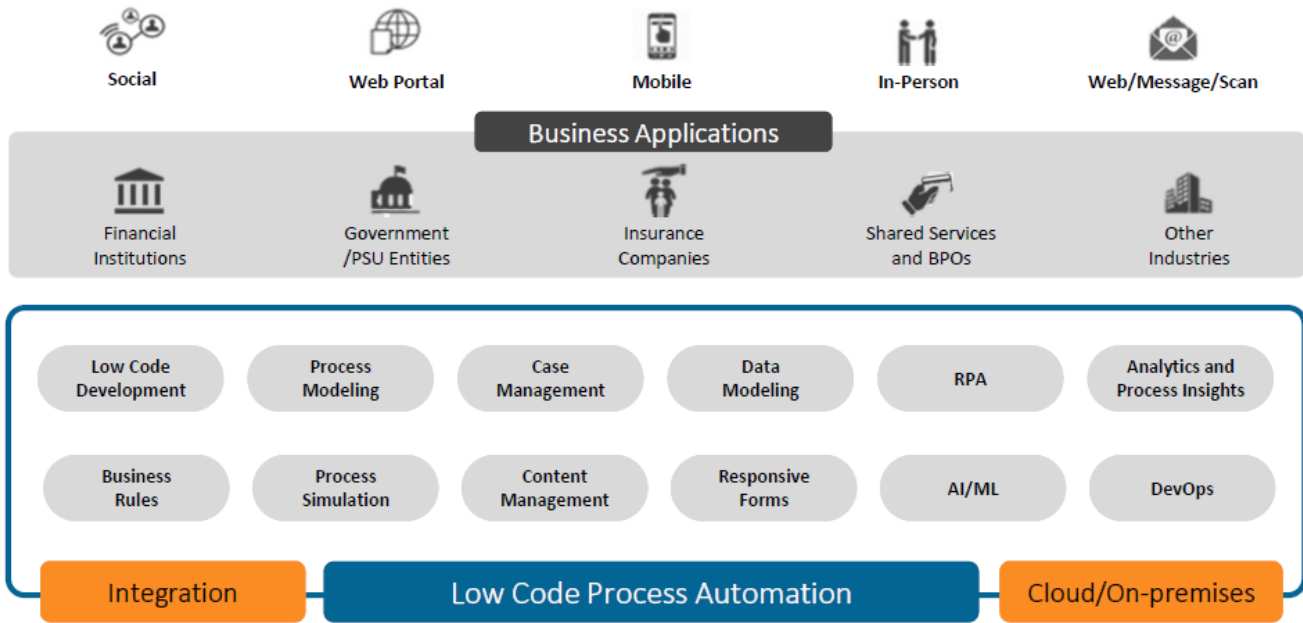 Social
Web Portal
Mobile
In-Person
Web/Message/Scan
Business Applications
Financial
Institutions
Government
/PSU Entities
Insurance
Companies
Shared Services
and BPOs
Other
Industries
Low Code
Development
Process
Modeling
Case
Management
Data
Modeling
RPA
Analytics and
Process Insights
Business
Rules
Process
Simulation
Content
Management
Responsive
Forms
AI/ML
DevOps
Integration
Low Code Process Automation
Cloud/On-premises